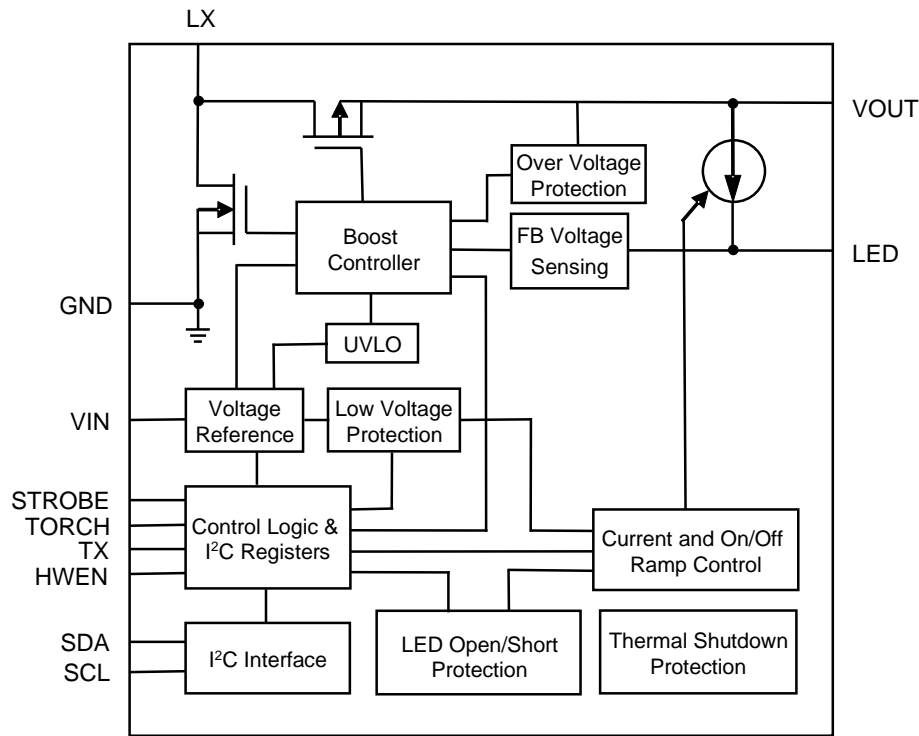 LX
VOUT
Over Voltage
Protection
Boost
Controller
FB Voltage
Sensing
LED
GND
UVLO
VIN
Voltage
Reference
Low Voltage
Protection
STROBE
TORCH
TX
HWEN
Control Logic &
I²C Registers
Current and On/Off
Ramp Control
SDA
SCL
I²C Interface
LED Open/Short
Protection
Thermal Shutdown
Protection